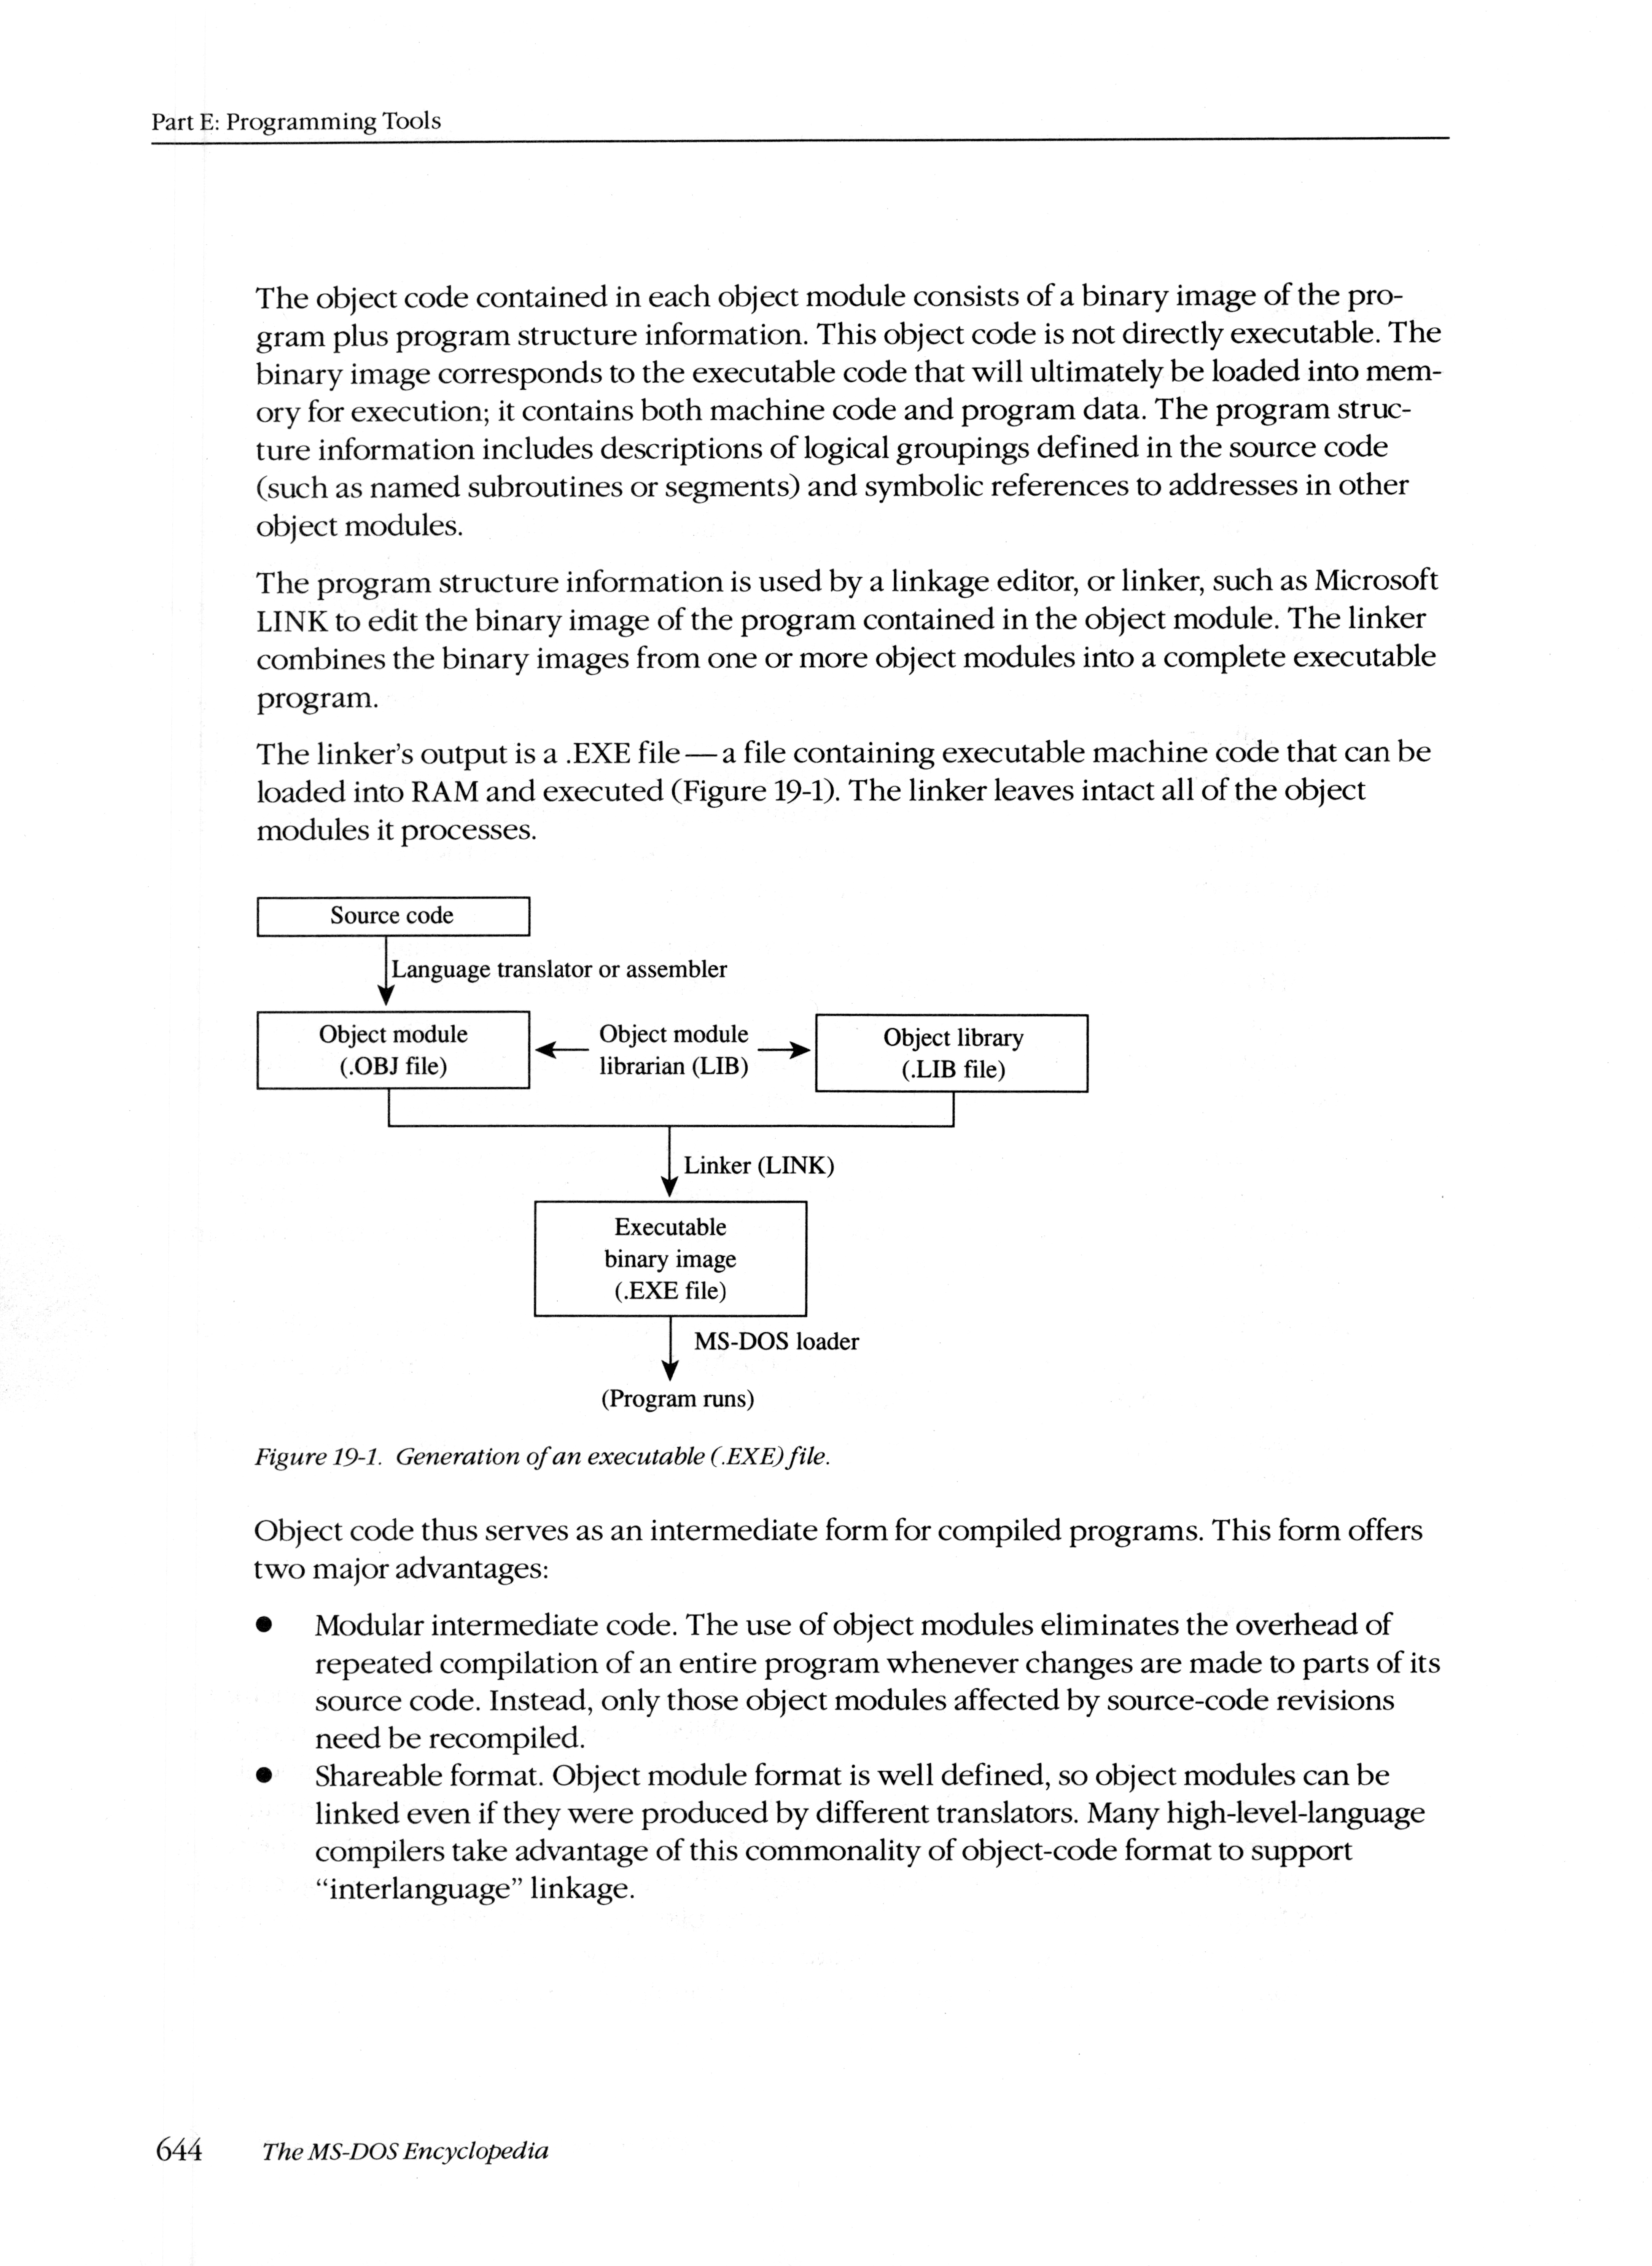 Part E: Programming Tools
The object code contained in each object module consists of a binary image of the pro-
gram plus program structure information. This object code is not directly executable. The
binary image corresponds to the executable code that will ultimately be loaded into mem-
ory for execution; it contains both machine code and program data. The program struc-
ture information includes descriptions of logical groupings defined in the source code
(such as named subroutines or segments) and symbolic references to addresses in other
object modules.
The program structure information is used by a linkage editor, or linker, such as Microsoft
LINK to edit the binary image of the program contained in the object module. The linker
combines the binary images from one or more object modules into a complete executable
program.
The linker's output is a .EXE file — a file containing executable machine code that can be
loaded into RAM and executed (Figure 19-1). The linker leaves intact all of the object
modules it processes.
Source code
Language translator or assembler
Object module
(.OBJ file)
Object module
librarian (LIB)
Object library
(.LIB file)
Linker (LINK)
Executable
binary image
(.EXE file)
MS-DOS loader
(Program runs)
Figure 19-1. Generation of an executable (.EXE) file.
Object code thus serves as an intermediate form for compiled programs. This form offers
two major advantages:
● Modular intermediate code. The use of object modules eliminates the overhead of
repeated compilation of an entire program whenever changes are made to parts of its
source code. Instead, only those object modules affected by source-code revisions
need be recompiled.
● Shareable format. Object module format is well defined, so object modules can be
linked even if they were produced by different translators. Many high-level-language
compilers take advantage of this commonality of object-code format to support
“interlanguage” linkage.
644 The MS-DOS Encyclopedia